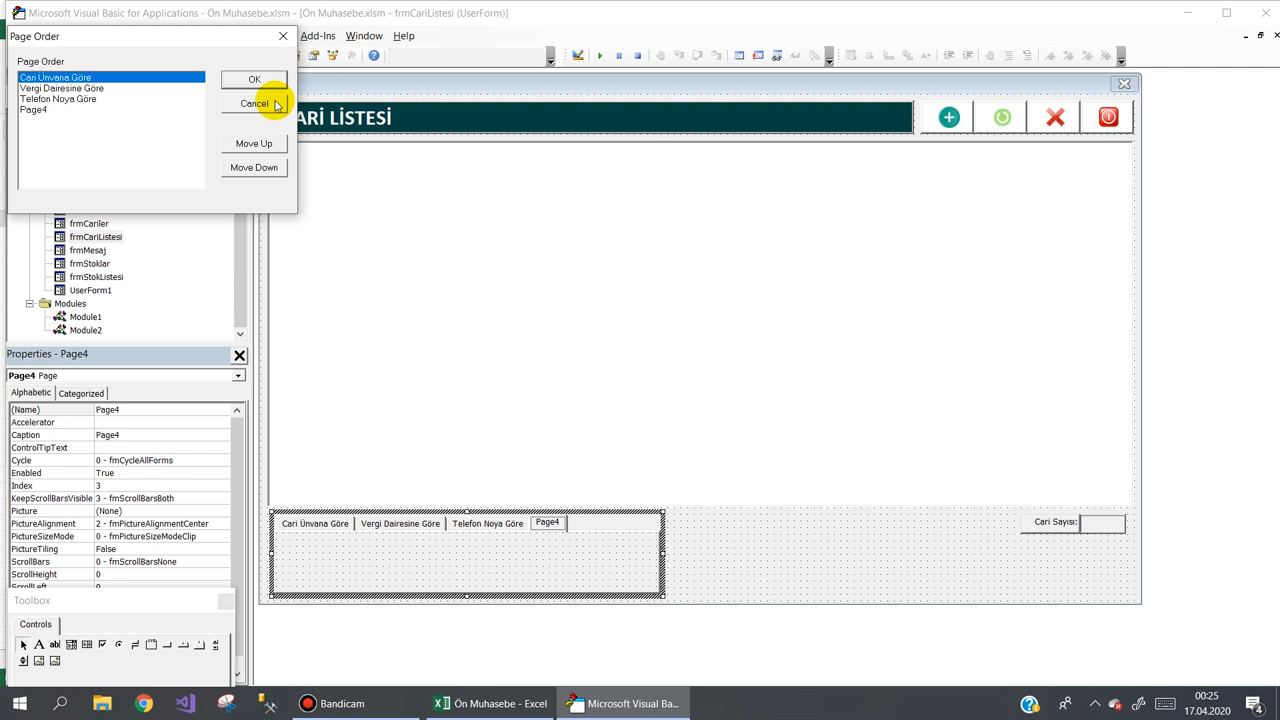 Microsoft Visual Basic for Applications - Ön Muhasebe.xlsm - [Ön Muhasebe.xlsm - frmCariListesi (UserForm)]
Add-Ins Window Help
Page Order
Page Order
Cari Ünvana Göre
Vergi Dairesine Göre
Telefon Noya Göre
Page4
OK
Cancel
Move Up
Move Down
ARİ LİSTESİ
frmCariler
frmCariListesi
frmMesaj
frmStoklar
frmStokListesi
UserForm1
Modules
Module1
Module2
Properties - Page4
Page4 Page
Alphabetic Categorized
(Name) Page4
Accelerator
Caption Page4
ControlTipText
Cycle 0 - fmCycleAllForms
Enabled True
Index 3
KeepScrollBarsVisible 3 - fmScrollBarsBoth
Picture (None)
PictureAlignment 2 - fmPictureAlignmentCenter
PictureSizeMode 0 - fmPictureSizeModeClip
PictureTiling False
ScrollBars 0 - fmScrollBarsNone
ScrollHeight 0
ScrollLeft 0
Toolbox
Controls
Cari Ünvana Göre Vergi Dairesine Göre Telefon Noya Göre Page4
Cari Sayısı:
Bandicam
Ön Muhasebe - Excel
Microsoft Visual Ba...
00:25
17.04.2020
4